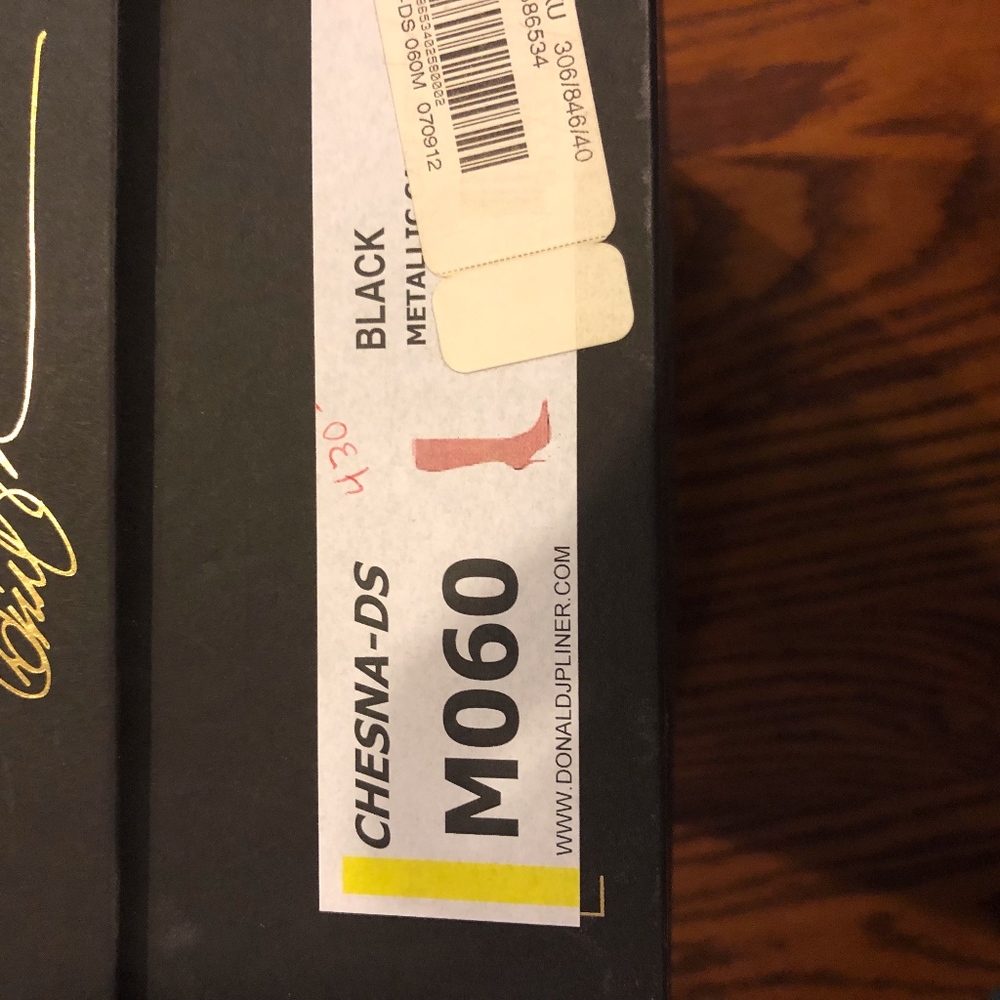 CHESNA-DS
M060
WWW.DONALDJPLINER.COM
430
BLACK
METALLIC
-DS 060M 070912
306/846/40
86534